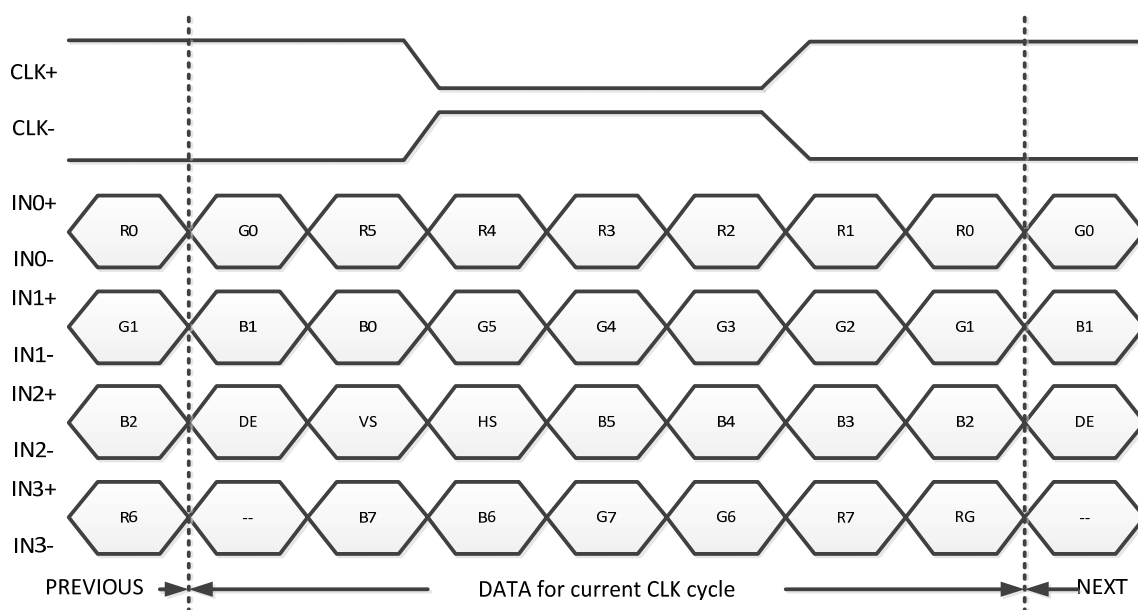 CLK+
CLK-
IN0+
R0 G0 R5 R4 R3 R2 R1 R0 G0
IN0-
IN1+
G1 B1 B0 G5 G4 G3 G2 G1 B1
IN1-
IN2+
B2 DE VS HS B5 B4 B3 B2 DE
IN2-
IN3+
R6 -- B7 B6 G7 G6 R7 RG --
IN3-
PREVIOUS DATA for current CLK cycle NEXT